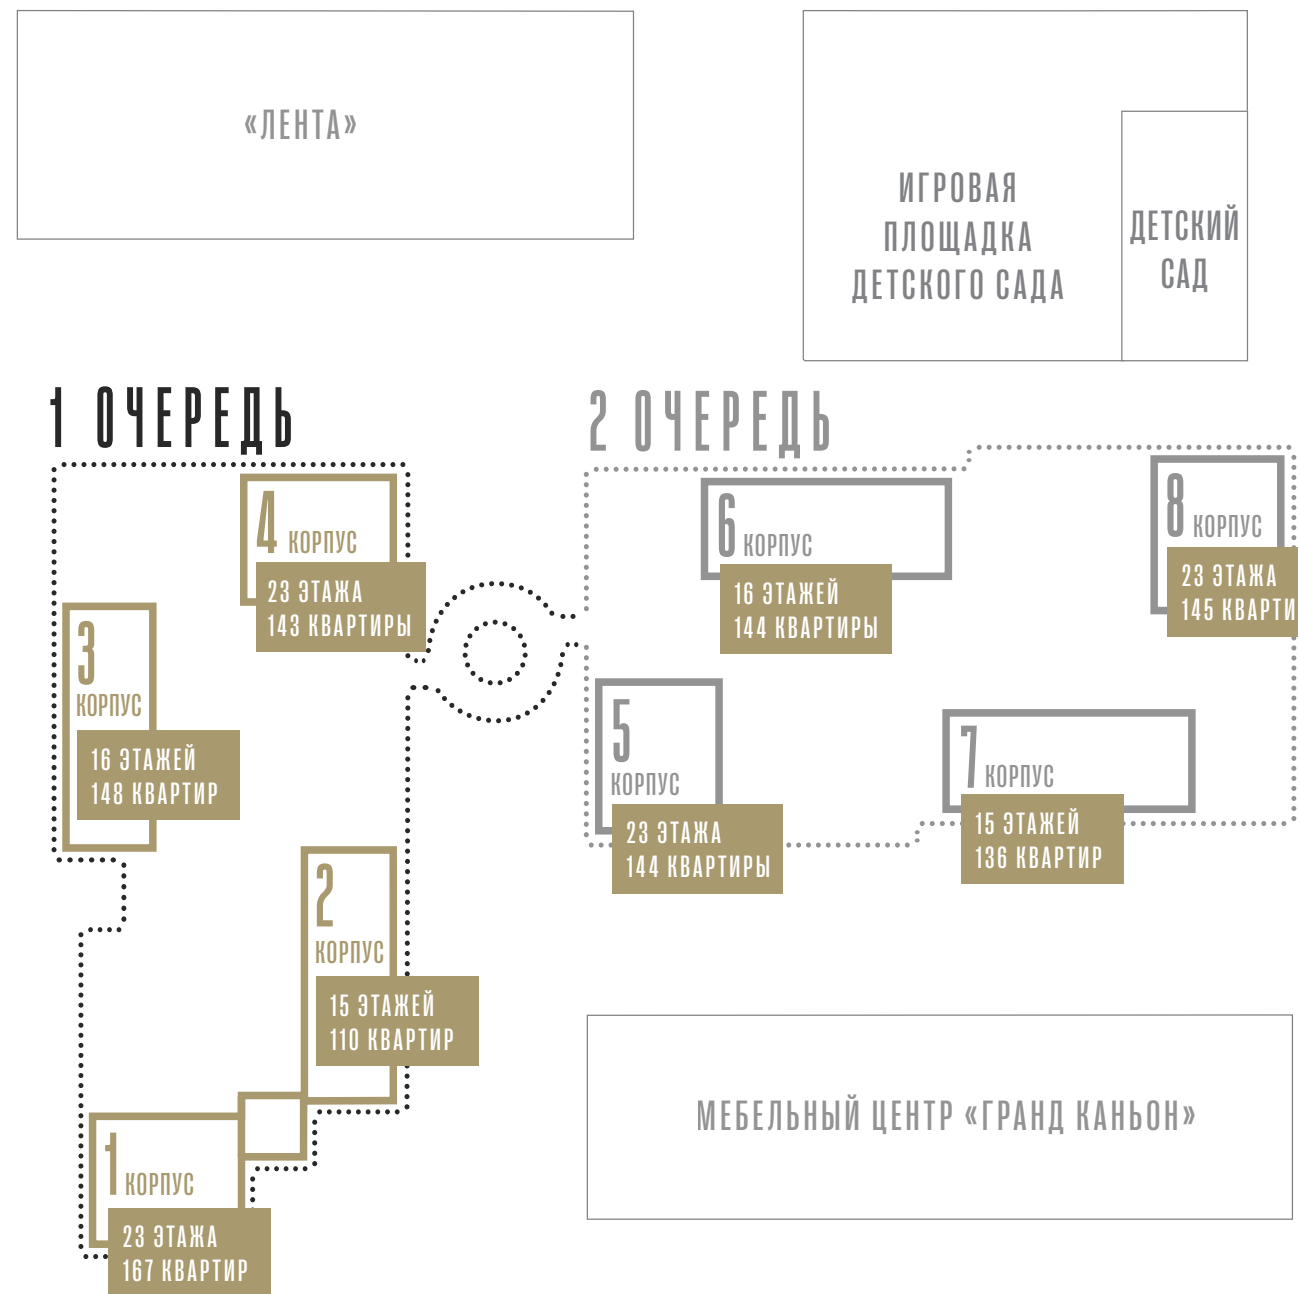 «ЛЕНТА»
ИГРОВАЯ
ПЛОЩАДКА
ДЕТСКОГО САДА
ДЕТСКИЙ
САД
1 ОЧЕРЕДЬ
4 КОРПУС
23 ЭТАЖА
143 КВАРТИРЫ
3
КОРПУС
16 ЭТАЖЕЙ
148 КВАРТИР
2
КОРПУС
15 ЭТАЖЕЙ
110 КВАРТИР
1 КОРПУС
23 ЭТАЖА
167 КВАРТИР
2 ОЧЕРЕДЬ
6 КОРПУС
16 ЭТАЖЕЙ
144 КВАРТИРЫ
8 КОРПУС
23 ЭТАЖА
145 КВАРТИ
5
КОРПУС
23 ЭТАЖА
144 КВАРТИРЫ
7 КОРПУС
15 ЭТАЖЕЙ
136 КВАРТИР
МЕБЕЛЬНЫЙ ЦЕНТР «ГРАНД КАНЬОН»